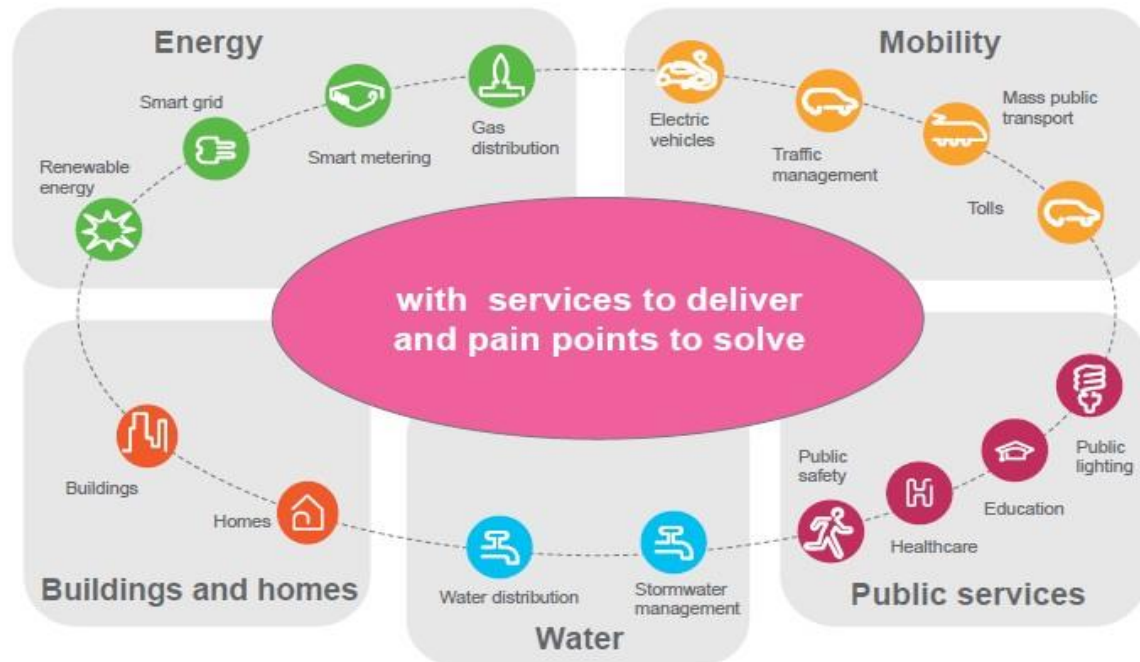 Energy
Smart grid
Renewable
energy
Smart metering
Gas
distribution
Mobility
Electric
vehicles
Traffic
management
Mass public
transport
Tolls
with services to deliver
and pain points to solve
Buildings
Homes
Buildings and homes
Water distribution
Stormwater
management
Water
Public
safety
Healthcare
Education
Public
lighting
Public services